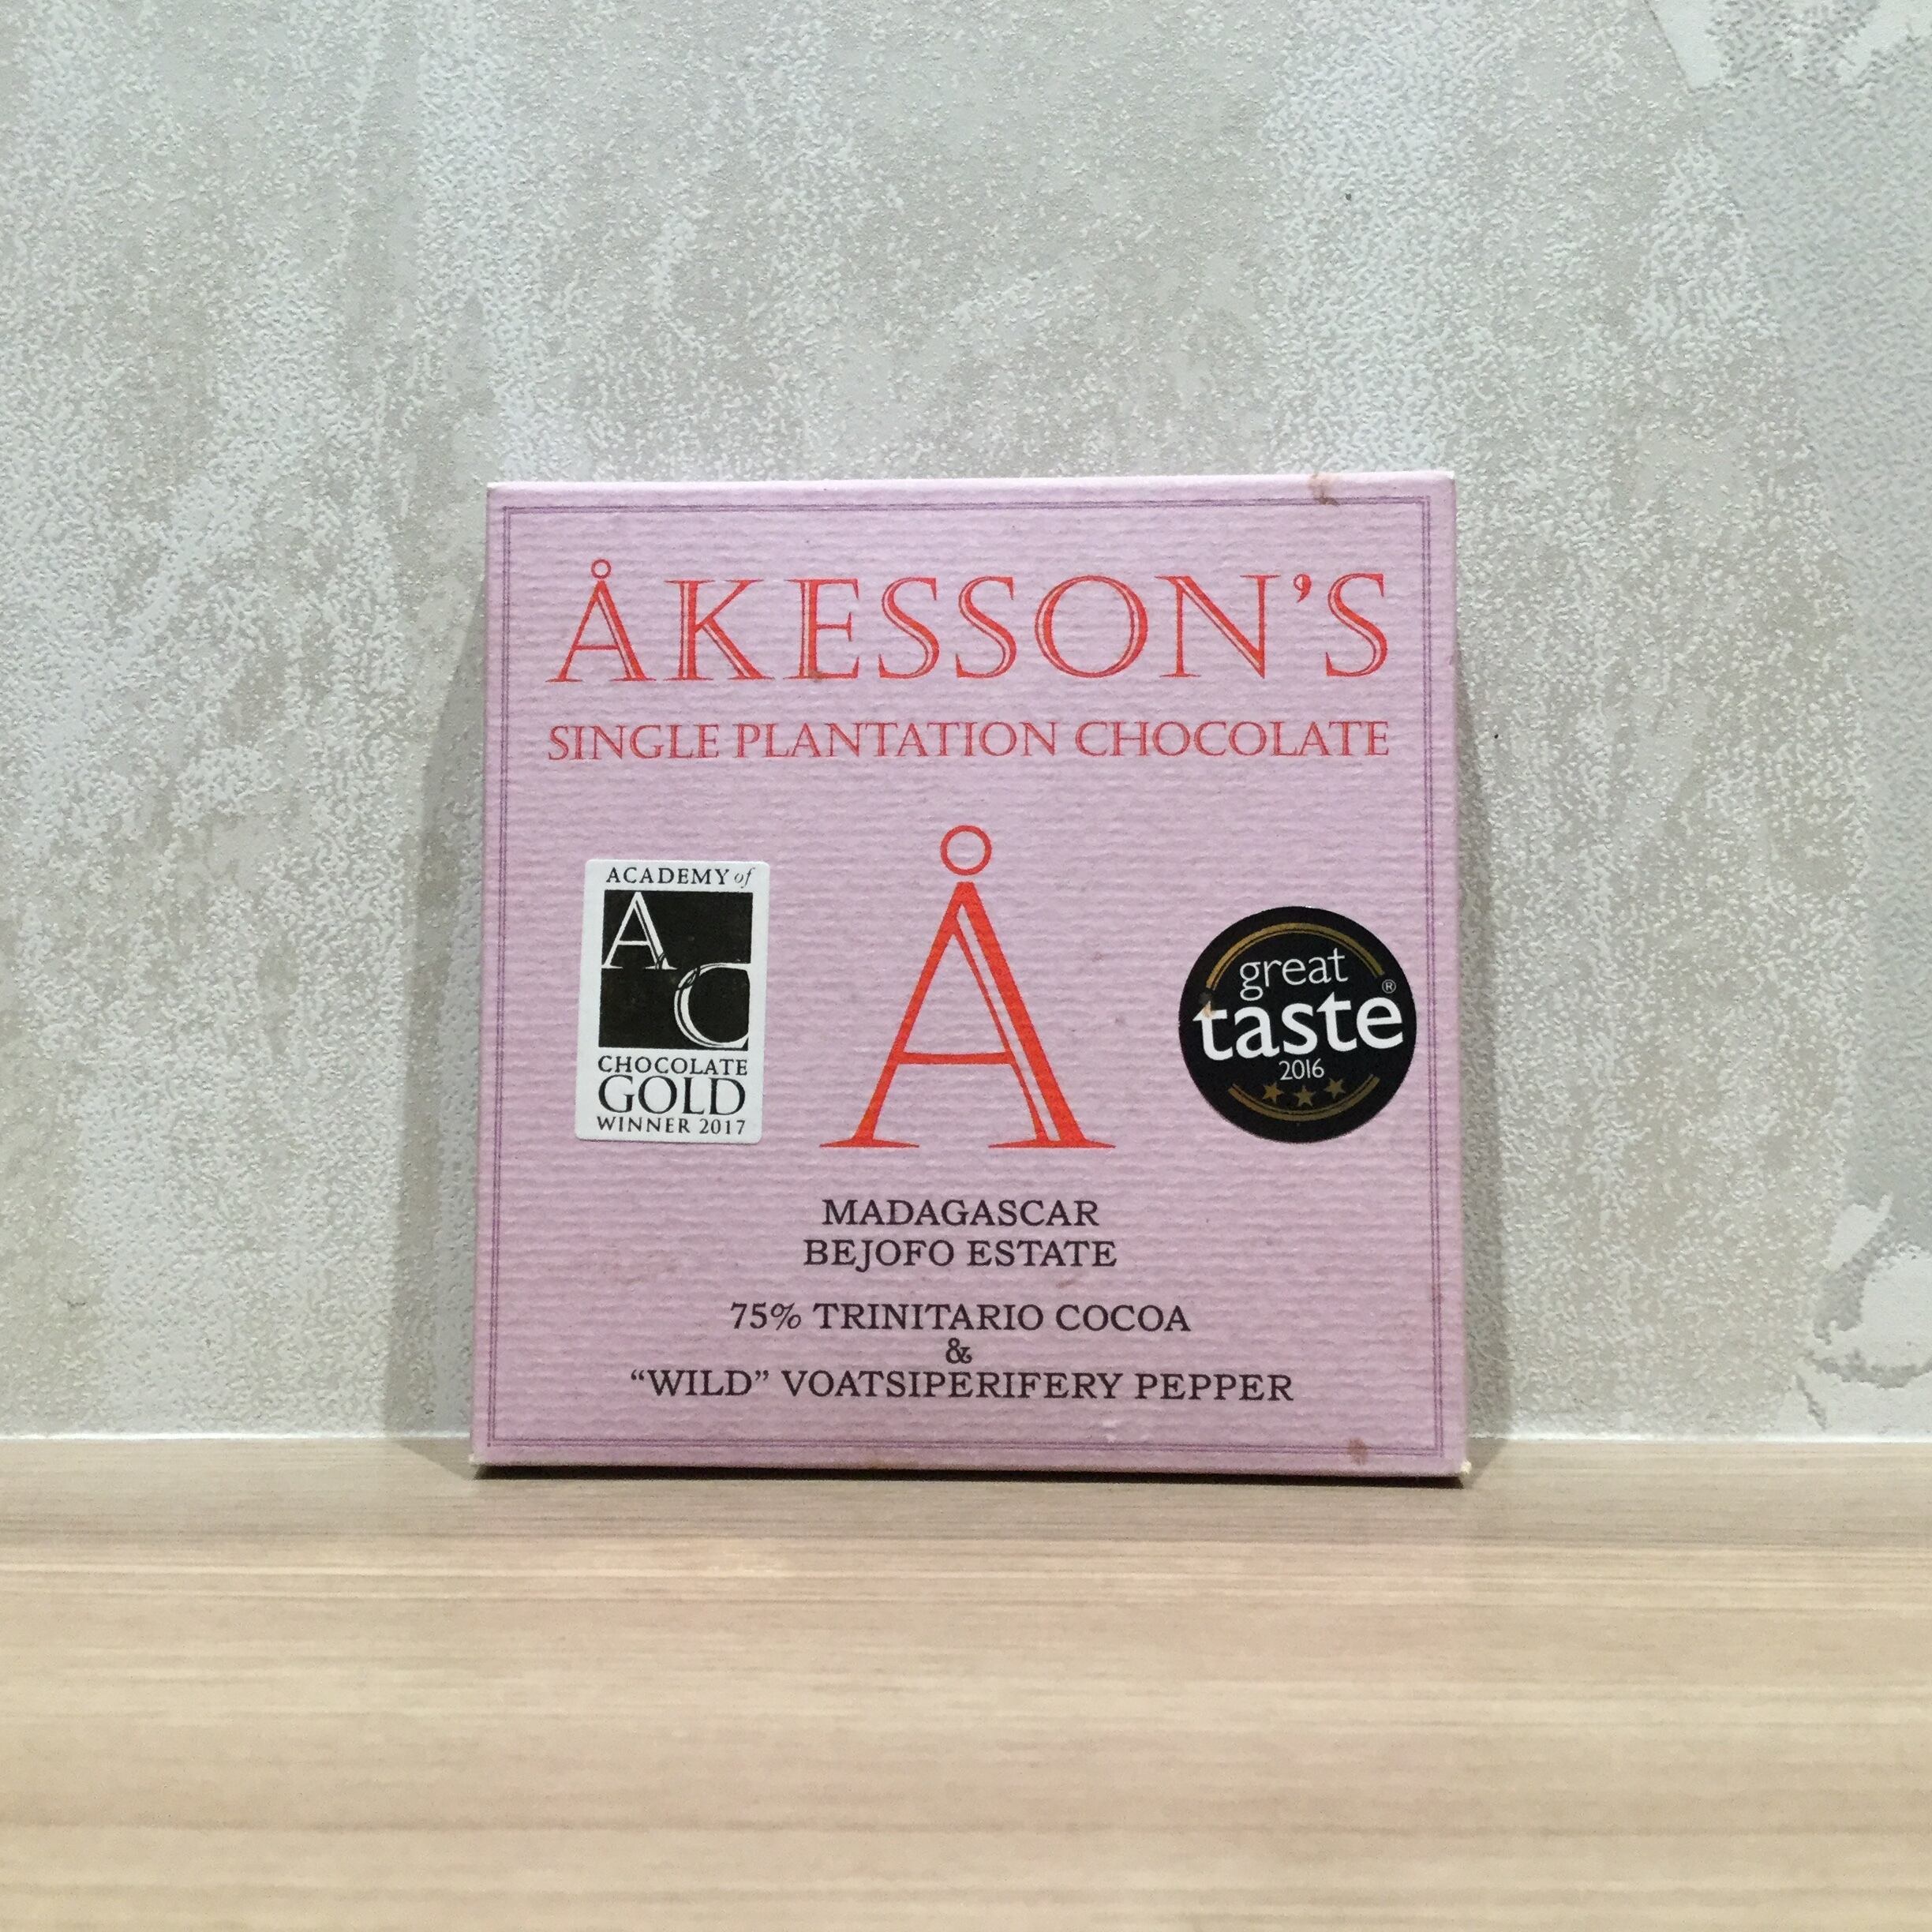 ÅKESSON'S
SINGLE PLANTATION CHOCOLATE
Å
ACADEMY of
AC
CHOCOLATE
GOLD
WINNER 2017
great
taste®
2016
MADAGASCAR
BEJOFO ESTATE
75% TRINITARIO COCOA
&
“WILD” VOATSIPERIFERY PEPPER